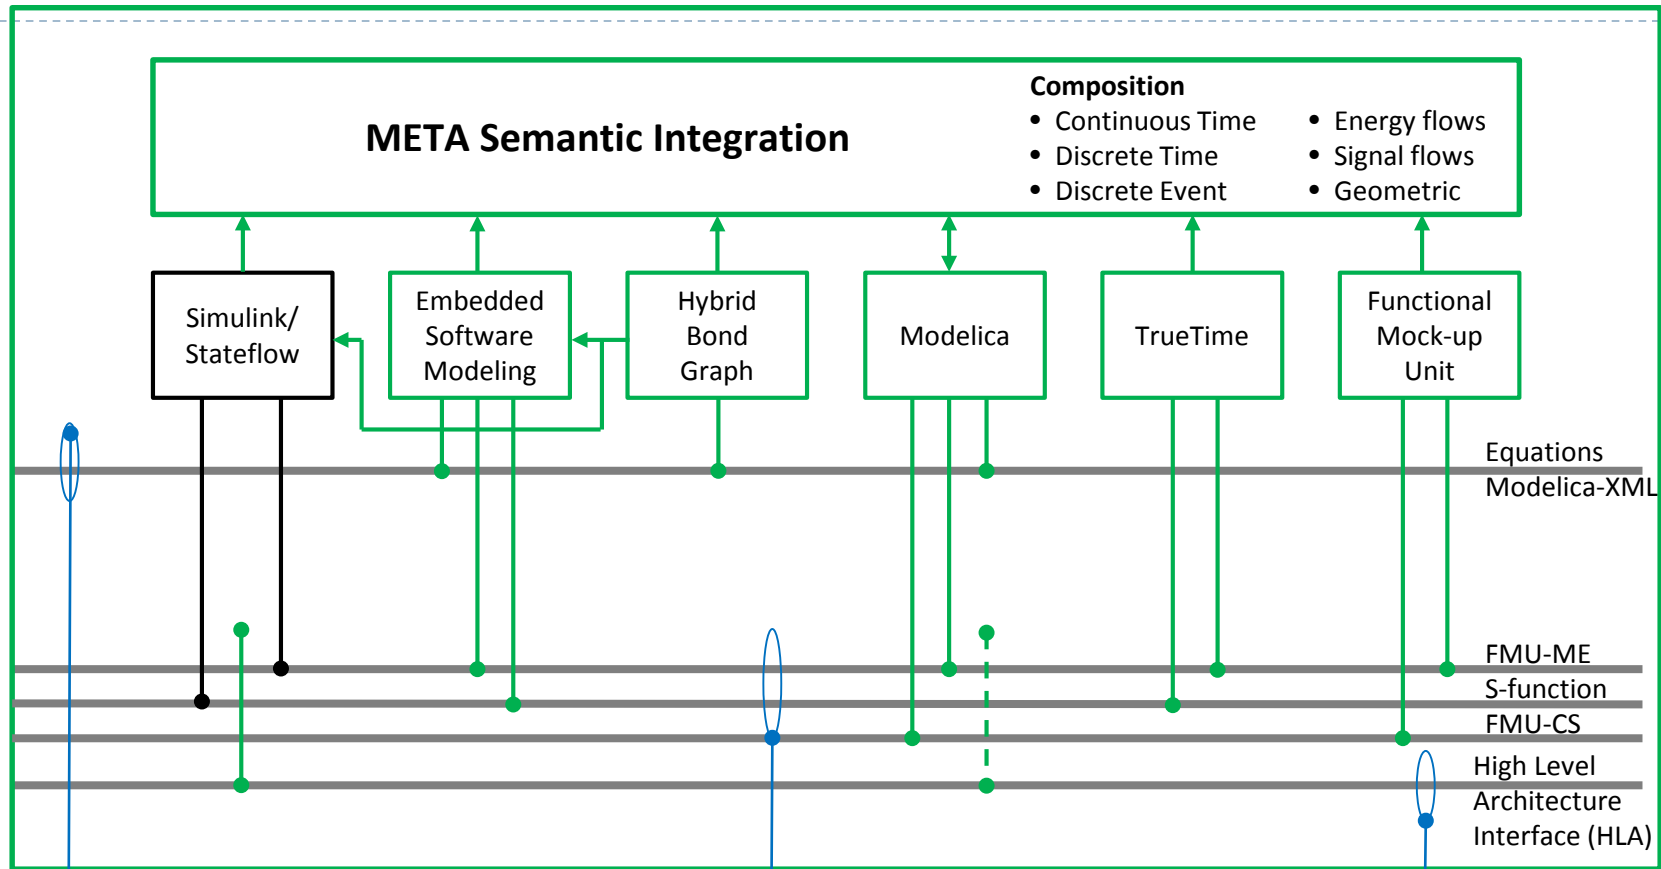 META Semantic Integration
Composition
• Continuous Time
• Discrete Time
• Discrete Event
• Energy flows
• Signal flows
• Geometric
Simulink/
Stateflow
Embedded
Software
Modeling
Hybrid
Bond
Graph
Modelica
TrueTime
Functional
Mock-up
Unit
Equations
Modelica-XML
FMU-ME
S-function
FMU-CS
High Level
Architecture
Interface (HLA)